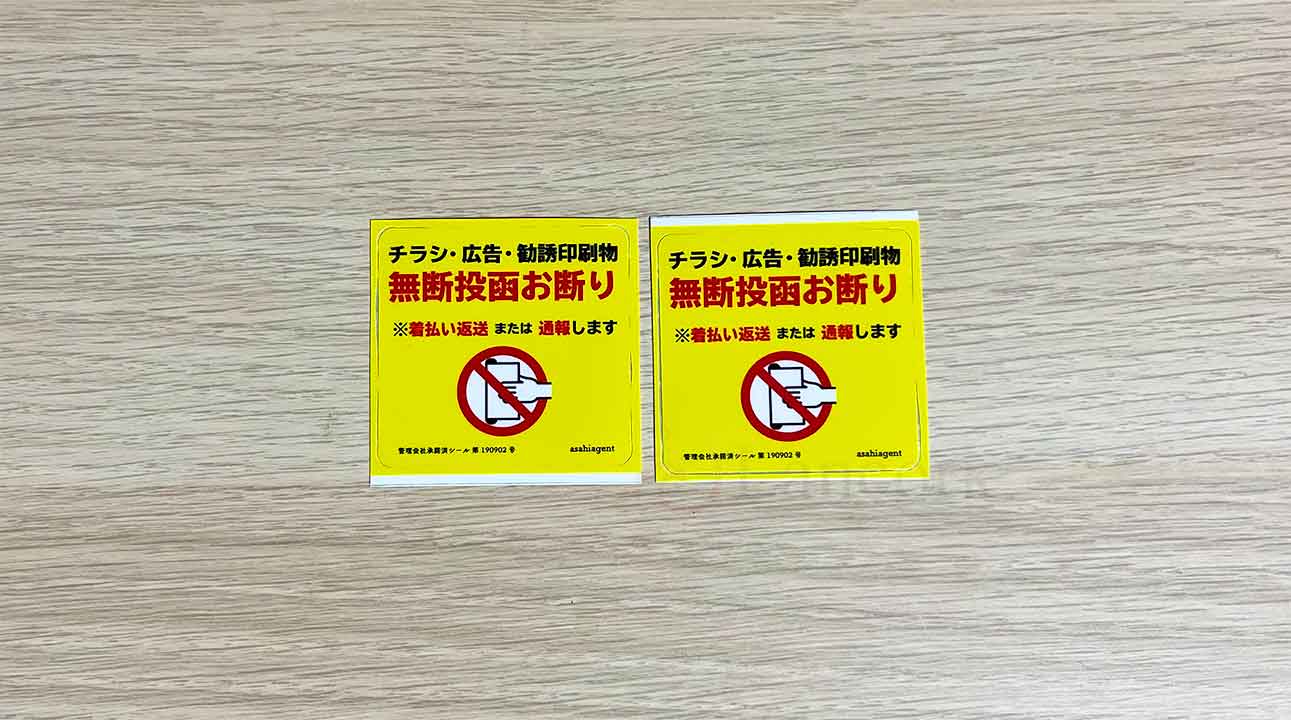 チラシ・広告・勧誘印刷物
無断投函お断り
※着払い返送 または 通報します
管理会社承諾済シール 第 190902 号
asahiagent
チラシ・広告・勧誘印刷物
無断投函お断り
※着払い返送 または 通報します
管理会社承諾済シール 第 190902 号
asahiagent